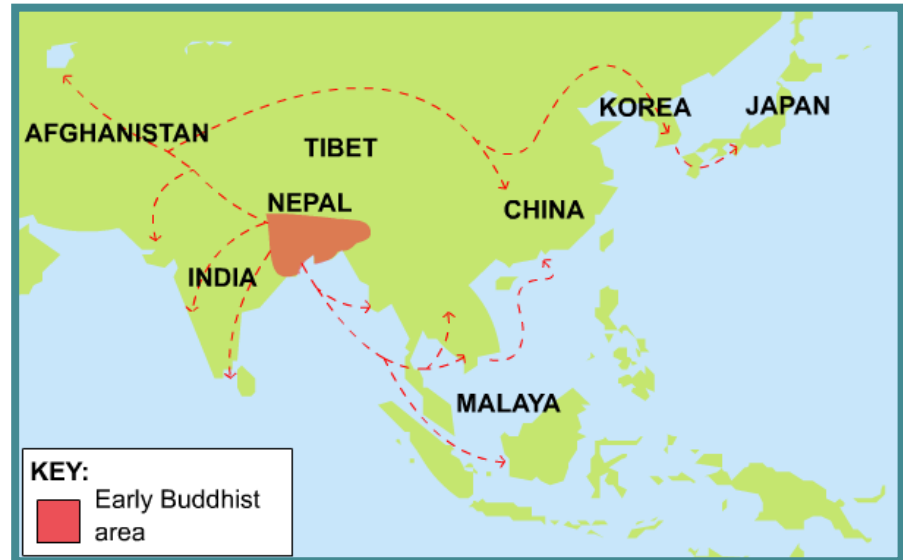 KOREA
JAPAN
AFGHANISTAN
TIBET
NEPAL
CHINA
INDIA
MALAYA
KEY:
Early Buddhist
area